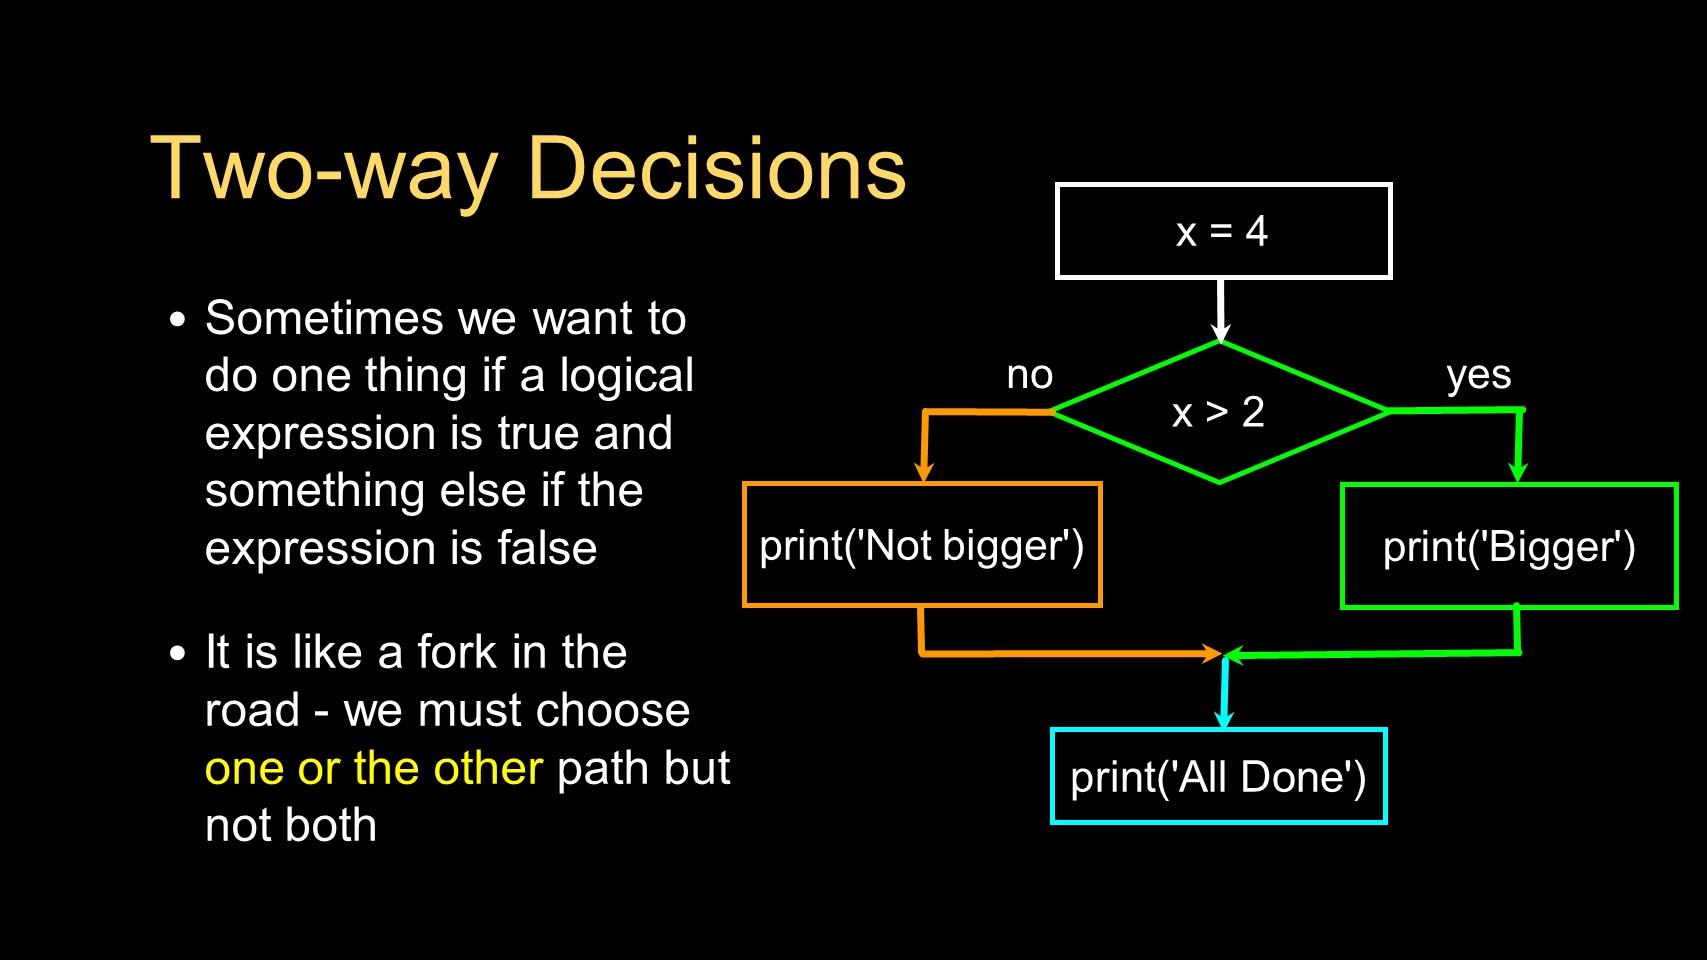 Two-way Decisions
• Sometimes we want to
do one thing if a logical
expression is true and
something else if the
expression is false
• It is like a fork in the
road - we must choose
one or the other path but
not both
x = 4
no
x > 2
yes
print('Not bigger')
print('Bigger')
print('All Done')